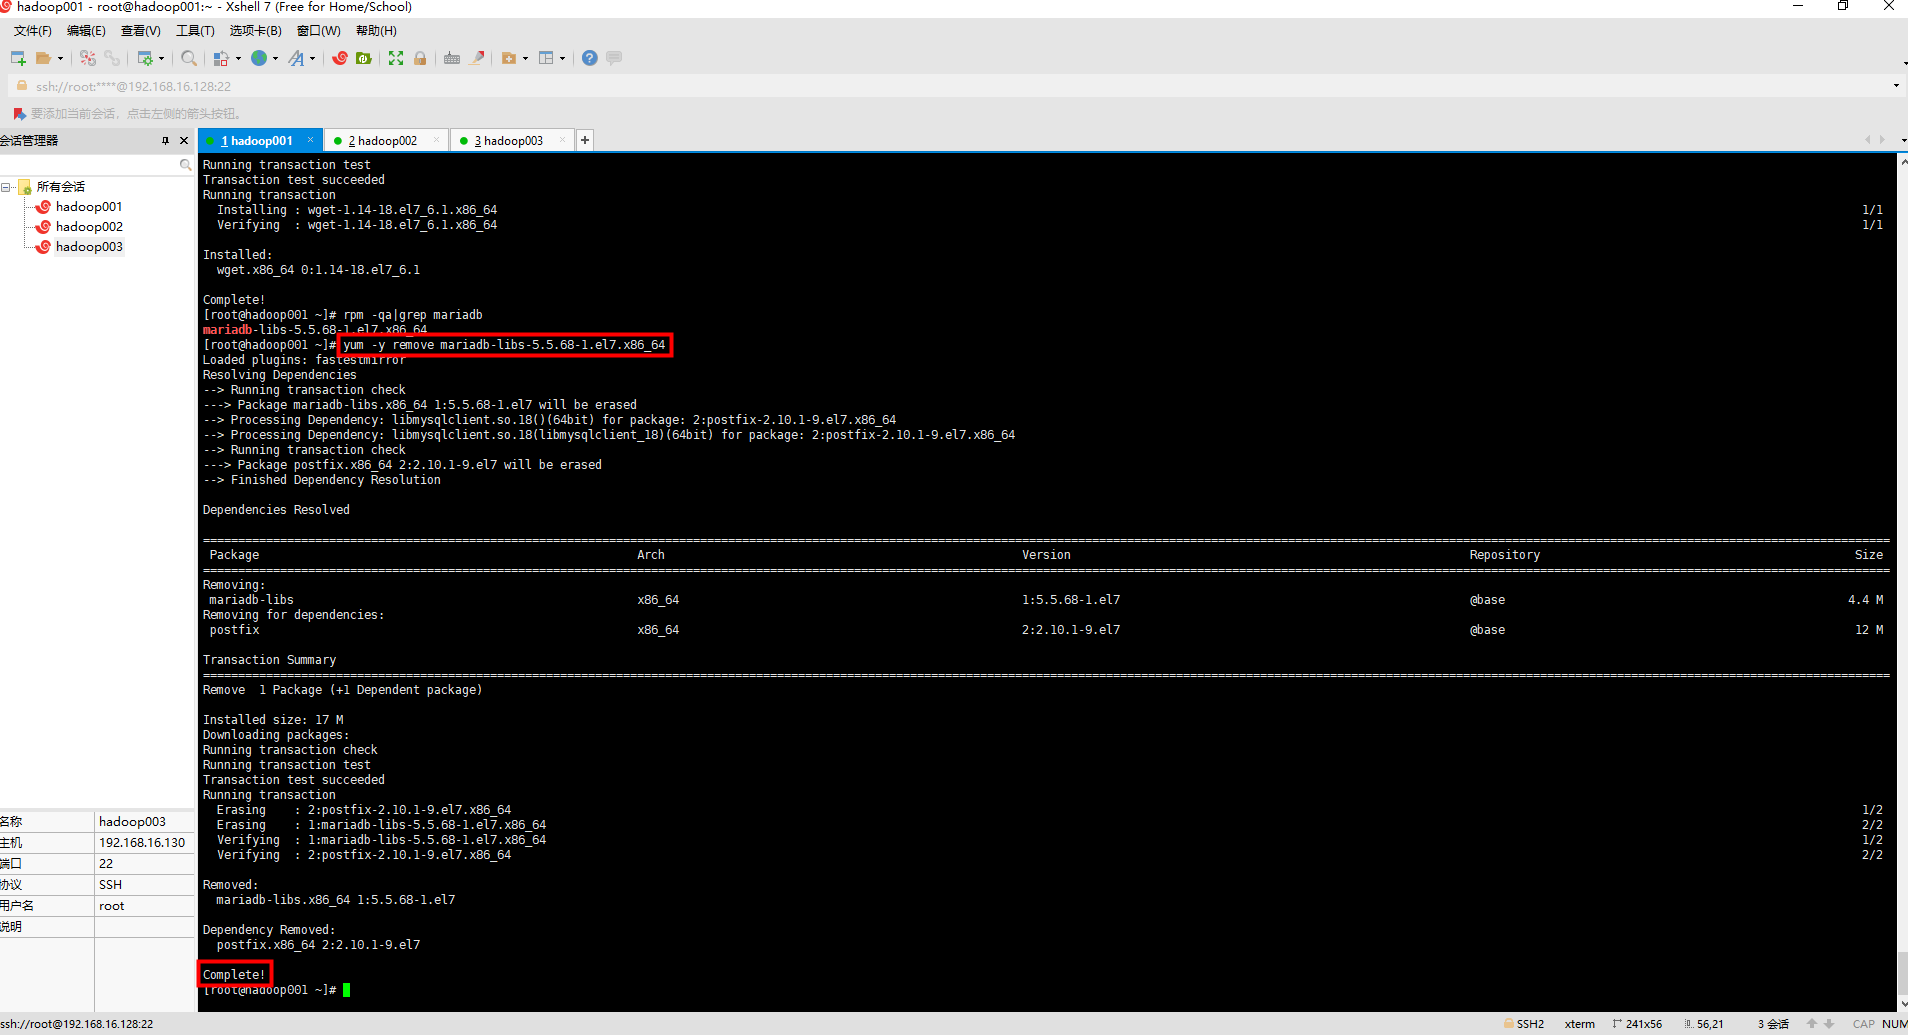 hadoop001 - root@hadoop001:~ - Xshell 7 (Free for Home/School)
文件(F) 编辑(E) 查看(V) 工具(T) 选项卡(B) 窗口(W) 帮助(H)
ssh://root:****@192.168.16.128:22
要添加当前会话，点击左侧的箭头按钮。
会话管理器
1 hadoop001 × 2 hadoop002 × 3 hadoop003 × +
所有会话
hadoop001
hadoop002
hadoop003
Running transaction test
Transaction test succeeded
Running transaction
Installing : wget-1.14-18.el7_6.1.x86_64 1/1
Verifying : wget-1.14-18.el7_6.1.x86_64 1/1
Installed:
wget.x86_64 0:1.14-18.el7_6.1
Complete!
[root@hadoop001 ~]# rpm -qa|grep mariadb
mariadb-libs-5.5.68-1.el7.x86_64
[root@hadoop001 ~]# yum -y remove mariadb-libs-5.5.68-1.el7.x86_64
Loaded plugins: fastestmirror
Resolving Dependencies
--> Running transaction check
---> Package mariadb-libs.x86_64 1:5.5.68-1.el7 will be erased
--> Processing Dependency: libmysqlclient.so.18()(64bit) for package: 2:postfix-2.10.1-9.el7.x86_64
--> Processing Dependency: libmysqlclient.so.18(libmysqlclient_18)(64bit) for package: 2:postfix-2.10.1-9.el7.x86_64
--> Running transaction check
---> Package postfix.x86_64 2:2.10.1-9.el7 will be erased
--> Finished Dependency Resolution
Dependencies Resolved
Package Arch Version Repository Size
Removing:
mariadb-libs x86_64 1:5.5.68-1.el7 @base 4.4 M
Removing for dependencies:
postfix x86_64 2:2.10.1-9.el7 @base 12 M
Transaction Summary
Remove 1 Package (+1 Dependent package)
Installed size: 17 M
Downloading packages:
Running transaction check
Running transaction test
Transaction test succeeded
Running transaction
Erasing : 2:postfix-2.10.1-9.el7.x86_64 1/2
Erasing : 1:mariadb-libs-5.5.68-1.el7.x86_64 2/2
Verifying : 1:mariadb-libs-5.5.68-1.el7.x86_64 1/2
Verifying : 2:postfix-2.10.1-9.el7.x86_64 2/2
Removed:
mariadb-libs.x86_64 1:5.5.68-1.el7
Dependency Removed:
postfix.x86_64 2:2.10.1-9.el7
Complete!
[root@hadoop001 ~]#
名称 hadoop003
主机 192.168.16.130
端口 22
协议 SSH
用户名 root
说明
ssh://root@192.168.16.128:22 SSH2 xterm 241x56 56,21 3 会话 CAP NUM